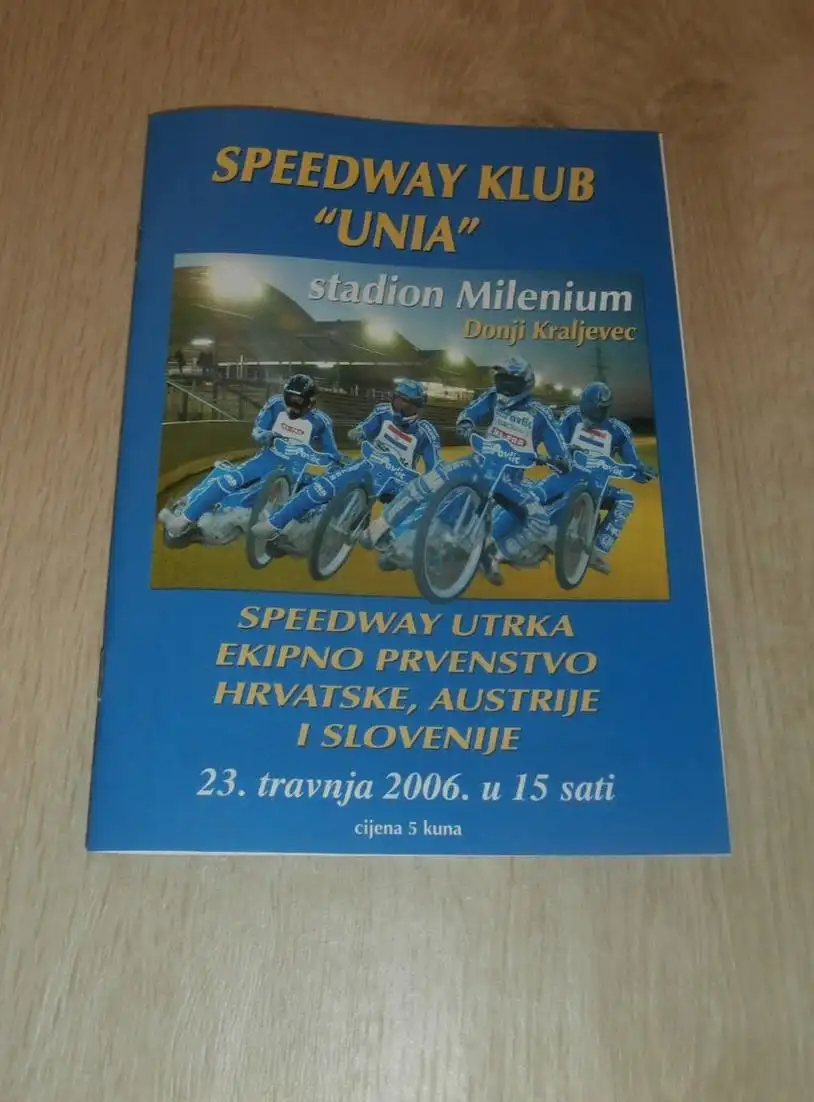 SPEEDWAY KLUB
"UNIA"
stadion Milenium
Donji Kraljevec
SPEEDWAY UTRKA
EKIPNO PRVENSTVO
HRVATSKE, AUSTRIJE
I SLOVENIJE
23. travnja 2006. u 15 sati
cijena 5 kuna